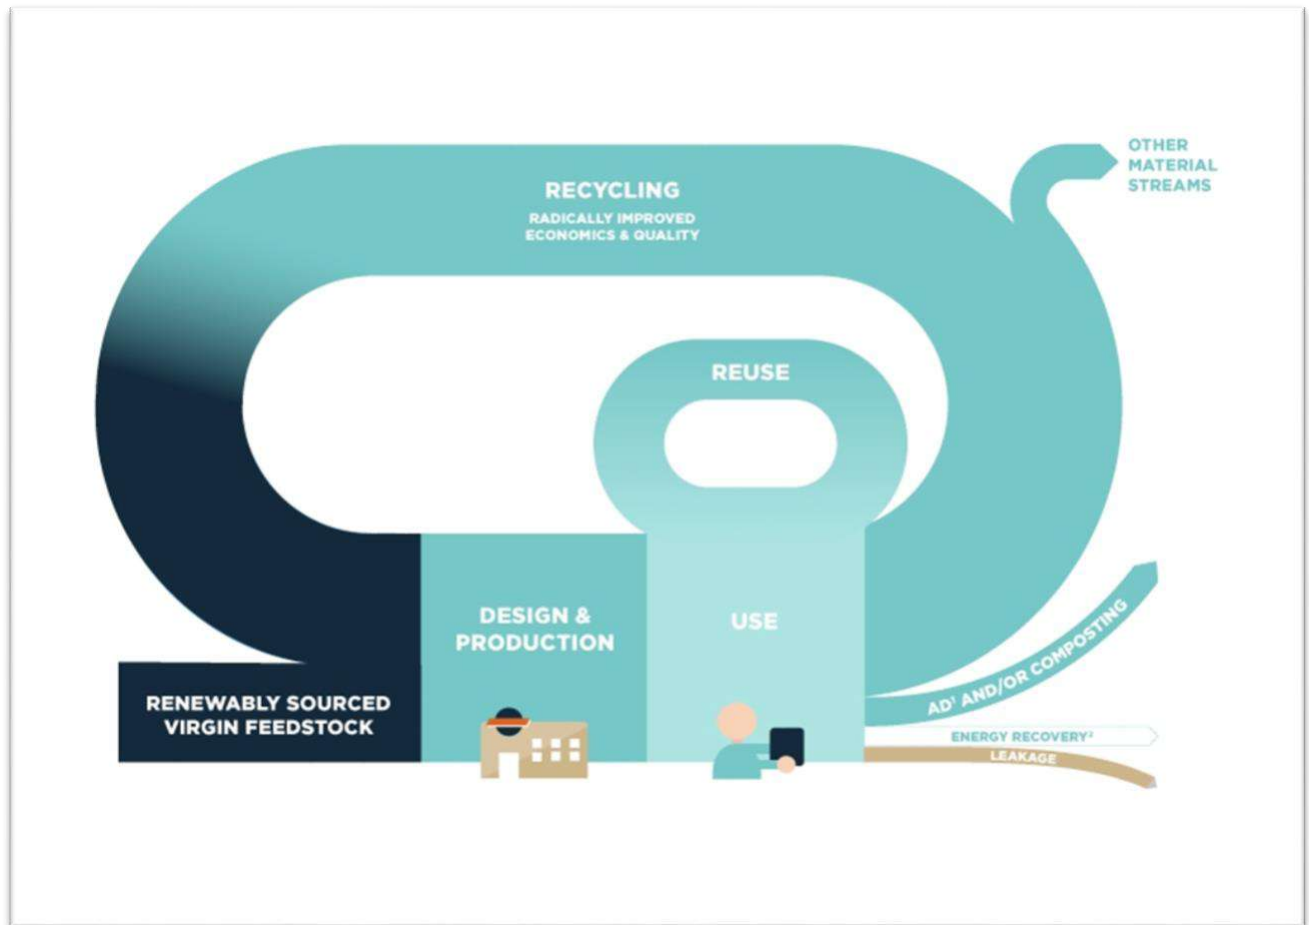 OTHER
MATERIAL
STREAMS
RECYCLING
RADICALLY IMPROVED
ECONOMICS & QUALITY
REUSE
DESIGN &
PRODUCTION
USE
RENEWABLY SOURCED
VIRGIN FEEDSTOCK
AD¹ AND/OR COMPOSTING
ENERGY RECOVERY²
LEAKAGE